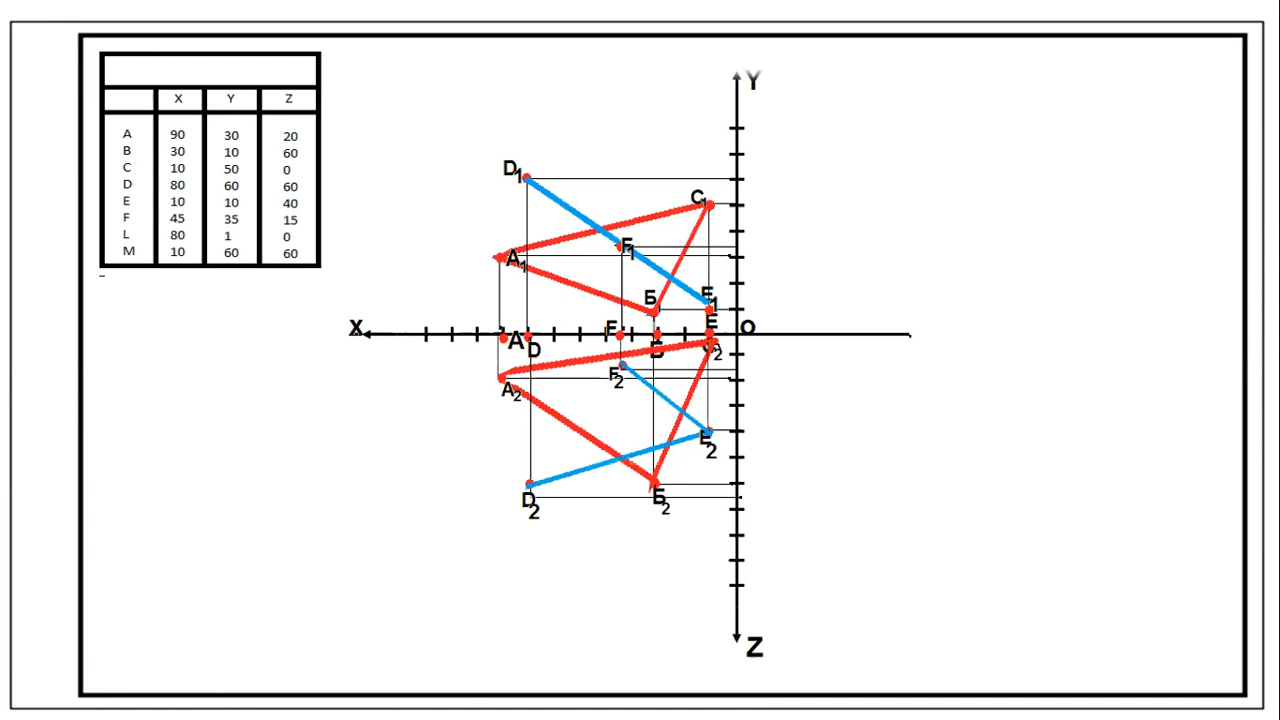 X Y Z
A 90 30 20
B 30 10 60
C 10 50 0
D 80 60 60
E 10 10 40
F 45 35 15
L 80 1 0
M 10 60 60
Y
D1
C1
F1
A1
Б
E1
X
A
D
F
Б
E
O
C2
F2
A2
E2
D2
Б2
Z